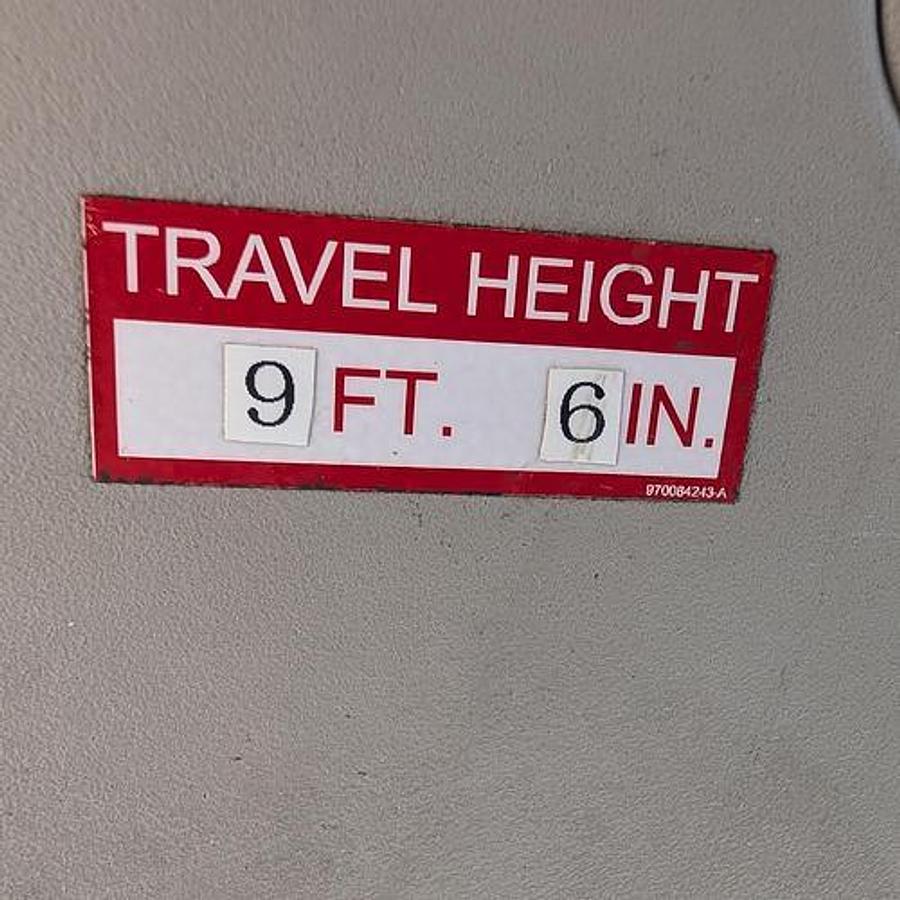 TRAVEL HEIGHT
9 FT. 6 IN.
970084243-A